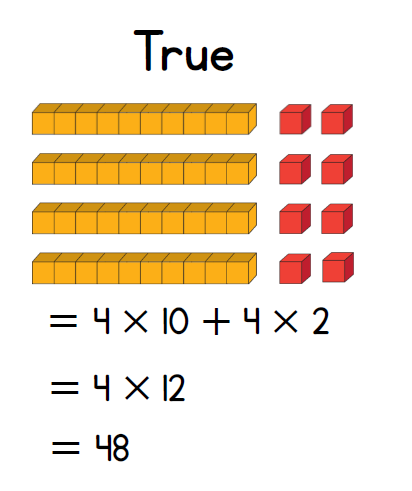 True
= 4 × 10 + 4 × 2
= 4 × 12
= 48